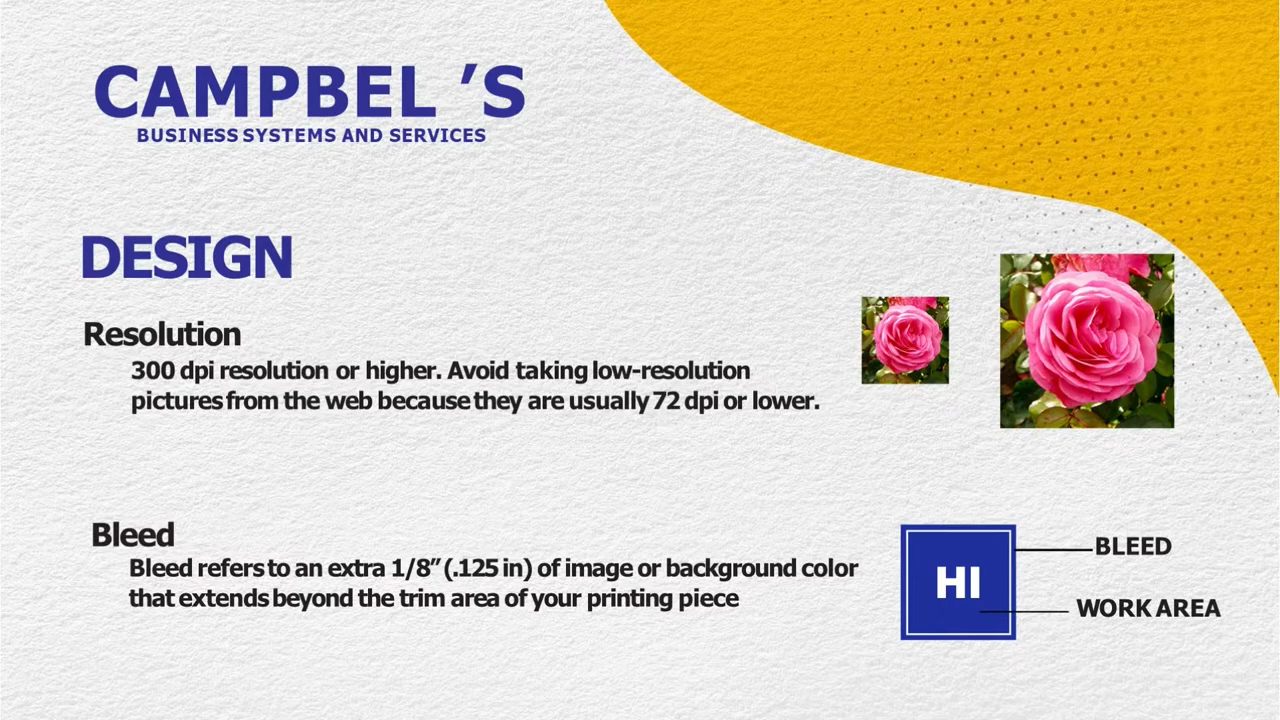 CAMPBEL ’S
BUSINESS SYSTEMS AND SERVICES
DESIGN
Resolution
300 dpi resolution or higher. Avoid taking low-resolution
pictures from the web because they are usually 72 dpi or lower.
Bleed
Bleed refers to an extra 1/8” (.125 in) of image or background color
that extends beyond the trim area of your printing piece
HI
BLEED
WORK AREA